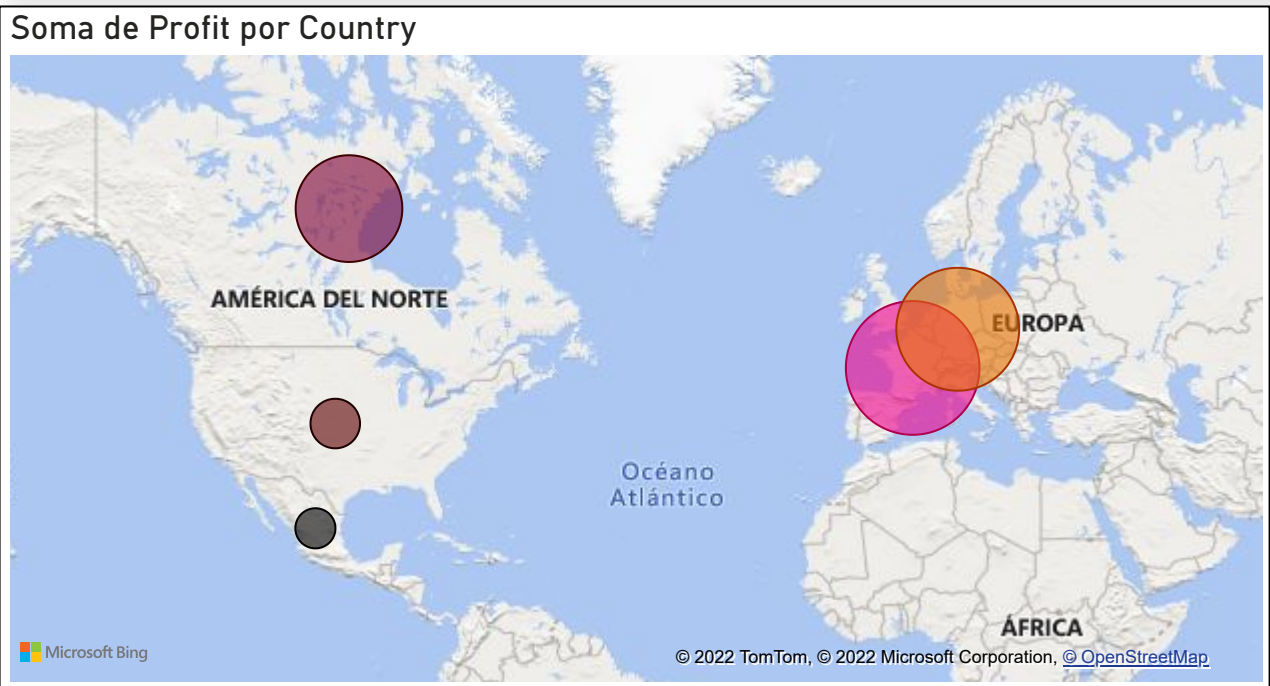 Soma de Profit por Country
AMÉRICA DEL NORTE
EUROPA
Océano
Atlántico
ÁFRICA
Microsoft Bing
© 2022 TomTom, © 2022 Microsoft Corporation, © OpenStreetMap